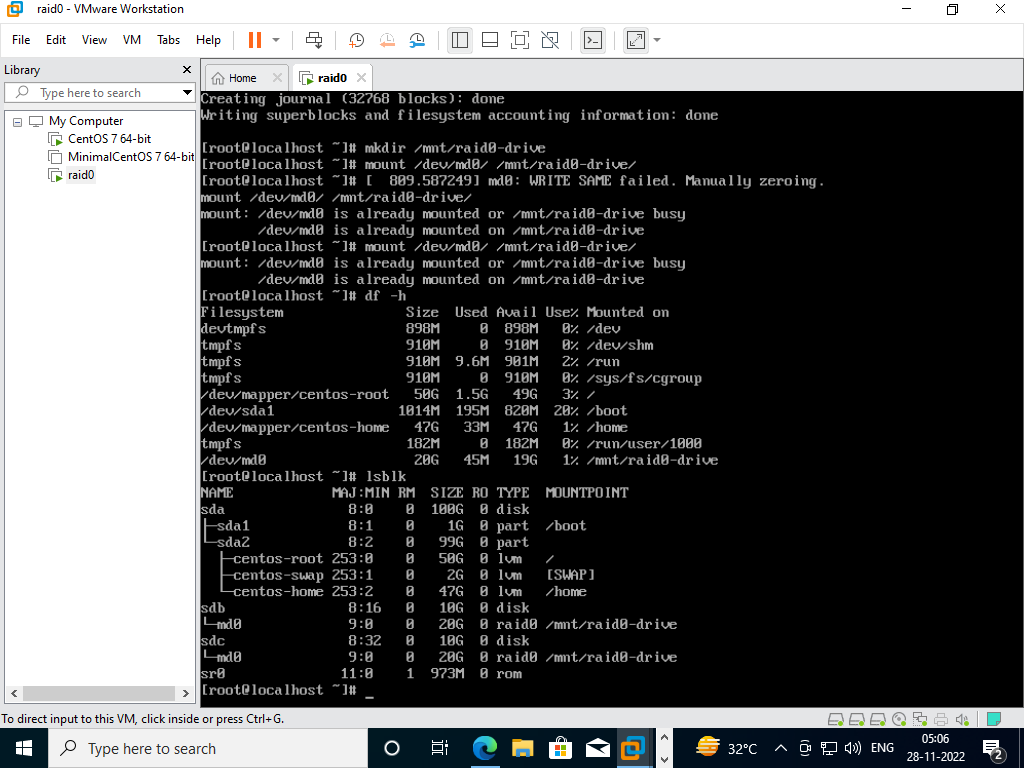 raid0 - VMware Workstation
File Edit View VM Tabs Help
Library
Type here to search
My Computer
CentOS 7 64-bit
MinimalCentOS 7 64-bit
raid0
Home
raid0
Creating journal (32768 blocks): done
Writing superblocks and filesystem accounting information: done
[root@localhost ~]# mkdir /mnt/raid0-drive
[root@localhost ~]# mount /dev/md0/ /mnt/raid0-drive/
[root@localhost ~]# [  809.587249] md0: WRITE SAME failed. Manually zeroing.
mount /dev/md0/ /mnt/raid0-drive/
mount: /dev/md0 is already mounted or /mnt/raid0-drive busy
       /dev/md0 is already mounted on /mnt/raid0-drive
[root@localhost ~]# mount /dev/md0/ /mnt/raid0-drive/
mount: /dev/md0 is already mounted or /mnt/raid0-drive busy
       /dev/md0 is already mounted on /mnt/raid0-drive
[root@localhost ~]# df -h
Filesystem               Size  Used Avail Use% Mounted on
devtmpfs                 898M     0  898M   0% /dev
tmpfs                    910M     0  910M   0% /dev/shm
tmpfs                    910M  9.6M  901M   2% /run
tmpfs                    910M     0  910M   0% /sys/fs/cgroup
/dev/mapper/centos-root   50G  1.5G   49G   3% /
/dev/sda1               1014M  195M  820M  20% /boot
/dev/mapper/centos-home   47G   33M   47G   1% /home
tmpfs                    182M     0  182M   0% /run/user/1000
/dev/md0                  20G   45M   19G   1% /mnt/raid0-drive
[root@localhost ~]# lsblk
NAME            MAJ:MIN RM  SIZE RO TYPE  MOUNTPOINT
sda               8:0    0  100G  0 disk
├─sda1            8:1    0    1G  0 part  /boot
└─sda2            8:2    0   99G  0 part
  ├─centos-root 253:0    0   50G  0 lvm   /
  ├─centos-swap 253:1    0    2G  0 lvm   [SWAP]
  └─centos-home 253:2    0   47G  0 lvm   /home
sdb               8:16   0   10G  0 disk
└─md0             9:0    0   20G  0 raid0 /mnt/raid0-drive
sdc               8:32   0   10G  0 disk
└─md0             9:0    0   20G  0 raid0 /mnt/raid0-drive
sr0              11:0    1  973M  0 rom
[root@localhost ~]# _
To direct input to this VM, click inside or press Ctrl+G.
Type here to search
32°C
ENG
05:06
28-11-2022
2